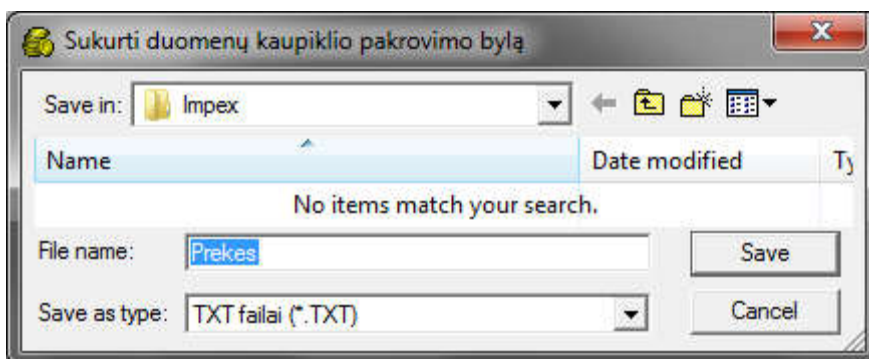 Sukurti duomenų kaupiklio pakrovimo bylą
Save in: Impex
Name Date modified Ty
No items match your search.
File name: Prekes Save
Save as type: TXT failai (*.TXT) Cancel